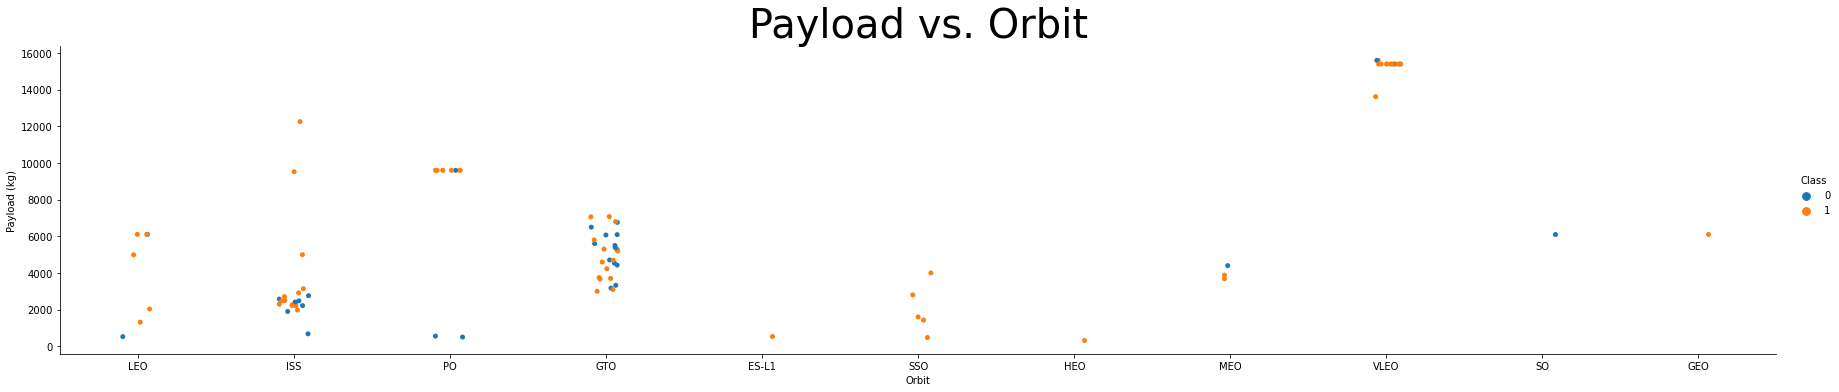 Payload vs. Orbit
16000
14000
12000
10000
8000
6000
4000
2000
0
Payload (kg)
LEO ISS PO GTO ES-L1 SSO HEO MEO VLEO SO GEO
Orbit
Class
0
1